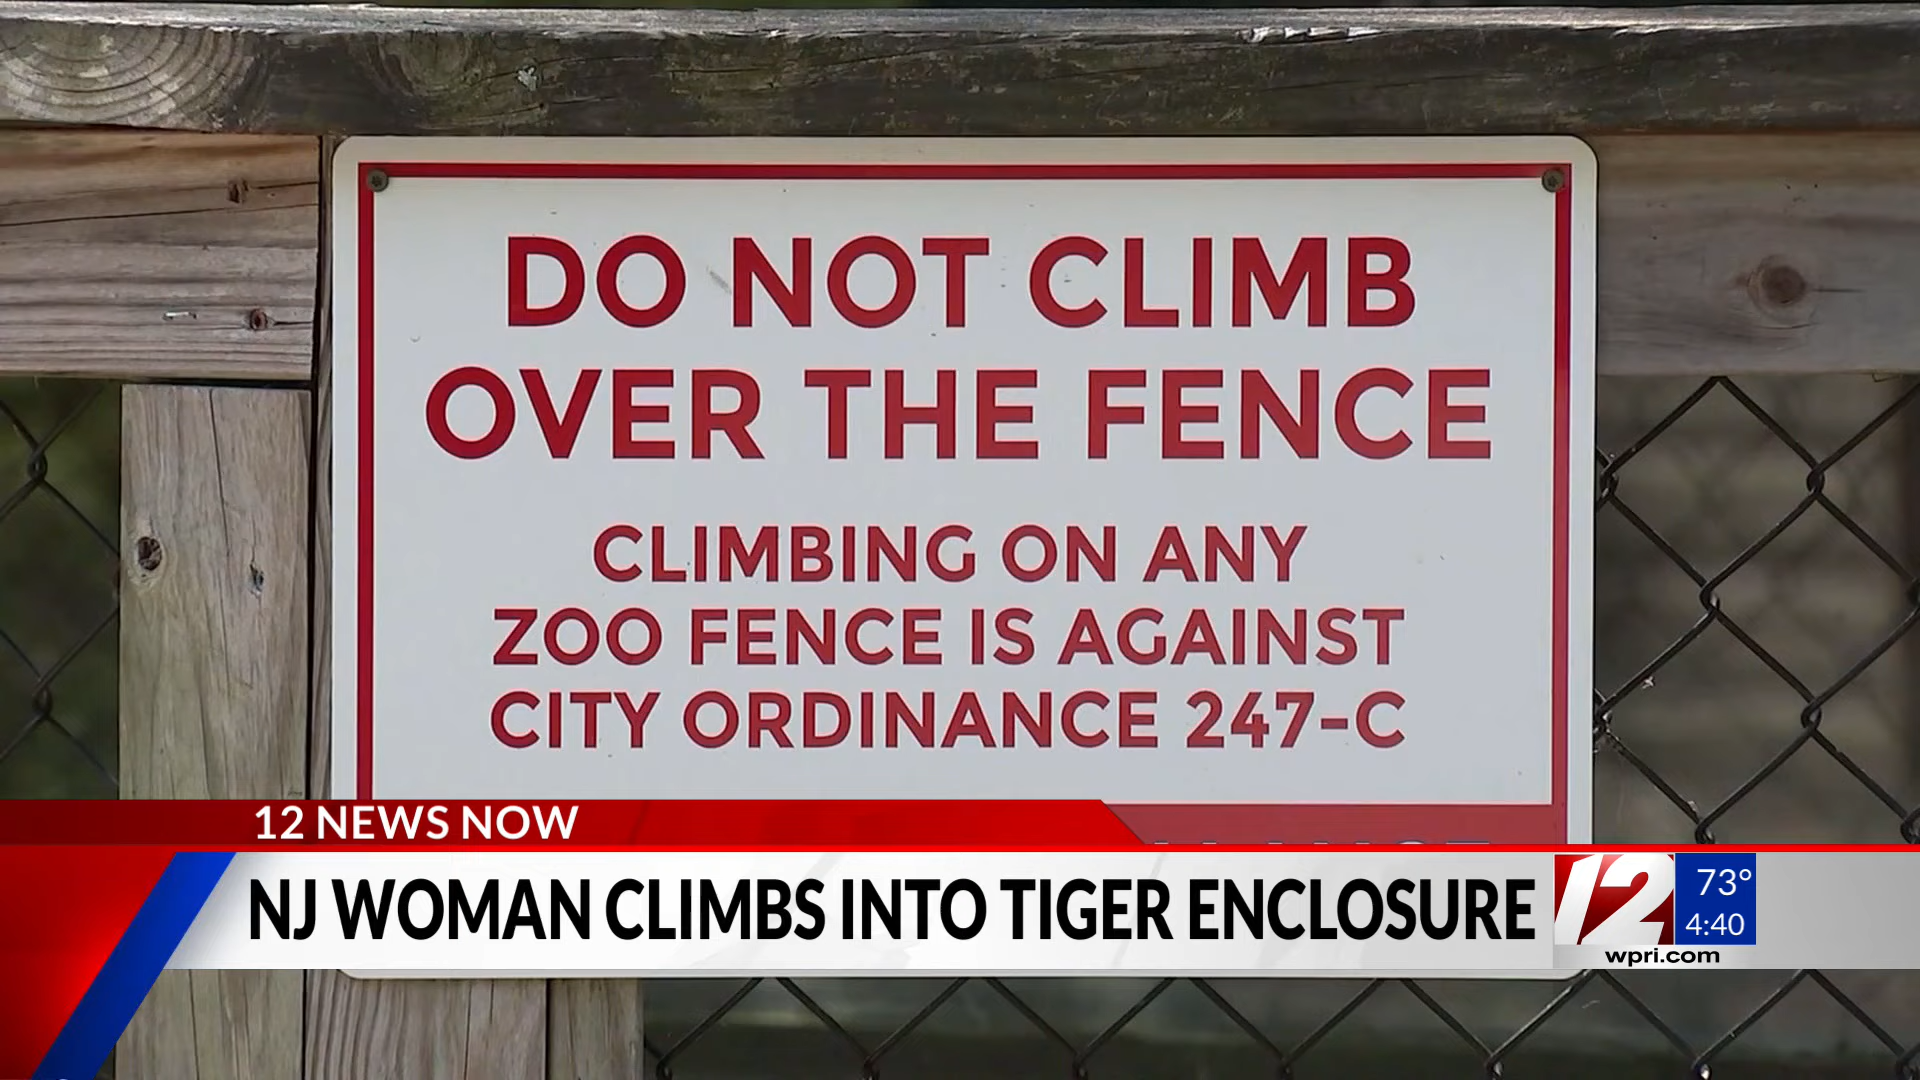 DO NOT CLIMB
OVER THE FENCE
CLIMBING ON ANY
ZOO FENCE IS AGAINST
CITY ORDINANCE 247-C
12 NEWS NOW
NJ WOMAN CLIMBS INTO TIGER ENCLOSURE
12
73°
4:40
wpri.com